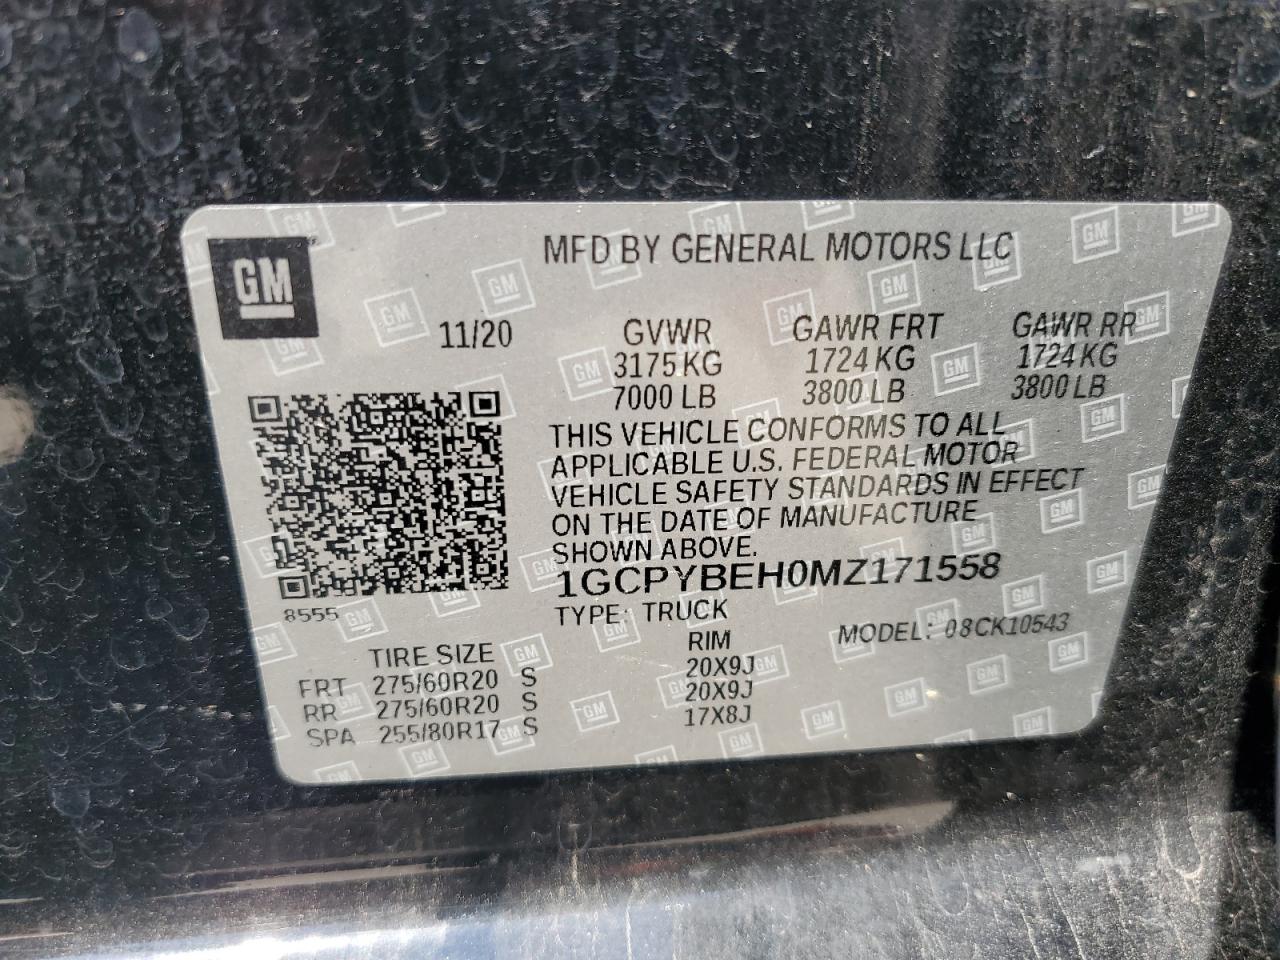 GM
MFD BY GENERAL MOTORS LLC
11/20 GVWR GAWR FRT GAWR RR
3175 KG 1724 KG 1724 KG
7000 LB 3800 LB 3800 LB
THIS VEHICLE CONFORMS TO ALL
APPLICABLE U.S. FEDERAL MOTOR
VEHICLE SAFETY STANDARDS IN EFFECT
ON THE DATE OF MANUFACTURE
SHOWN ABOVE.
1GCPYBEH0MZ171558
8555
TYPE: TRUCK MODEL: 08CK10543
TIRE SIZE RIM
FRT 275/60R20 S 20X9J
RR 275/60R20 S 20X9J
SPA 255/80R17 S 17X8J